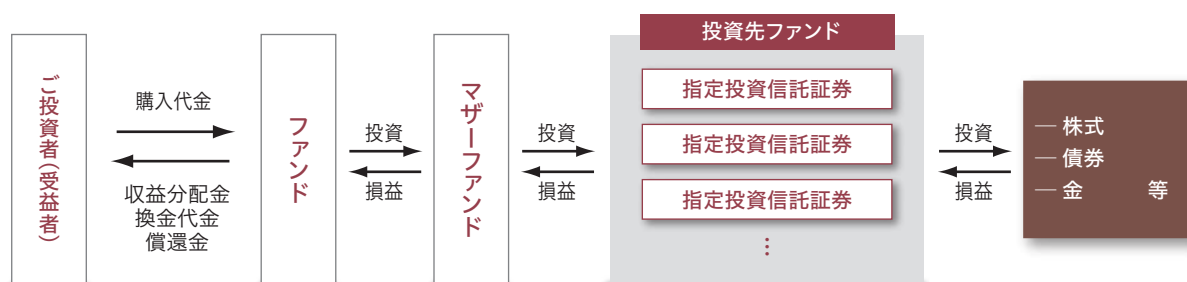 ご投資者(受益者)
購入代金
収益分配金
換金代金
償還金
ファンド
投資
損益
マザーファンド
投資
損益
投資先ファンド
指定投資信託証券
指定投資信託証券
指定投資信託証券
⋮
投資
損益
― 株式
― 債券
― 金 等